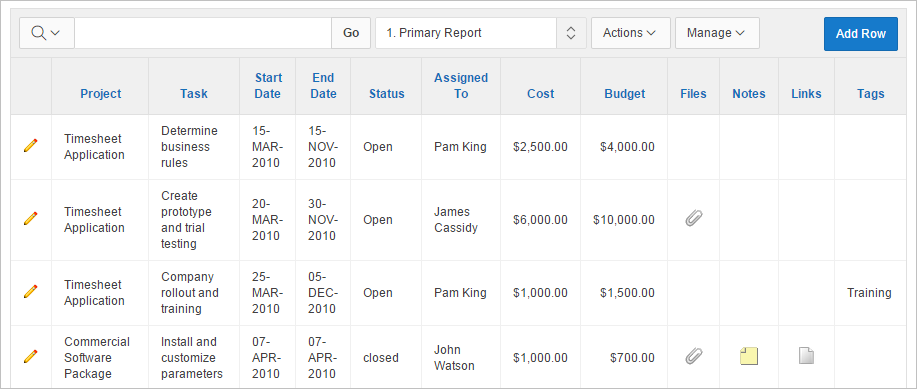 Go 1. Primary Report Actions Manage Add Row
Project Task Start Date End Date Status Assigned To Cost Budget Files Notes Links Tags
Timesheet Application Determine business rules 15-MAR-2010 15-NOV-2010 Open Pam King $2,500.00 $4,000.00
Timesheet Application Create prototype and trial testing 20-MAR-2010 30-NOV-2010 Open James Cassidy $6,000.00 $10,000.00
Timesheet Application Company rollout and training 25-MAR-2010 05-DEC-2010 Open Pam King $1,000.00 $1,500.00 Training
Commercial Software Package Install and customize parameters 07-APR-2010 07-APR-2010 closed John Watson $1,000.00 $700.00